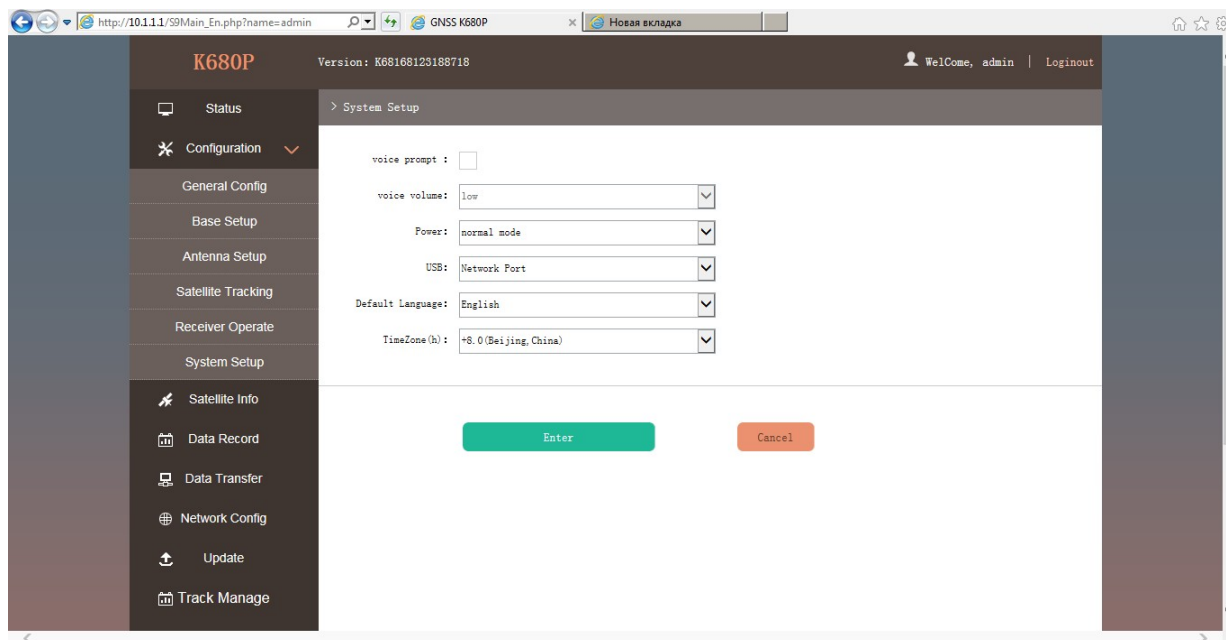 http://10.1.1.1/S9Main_En.php?name=admin
GNSS K680P
Новая вкладка
K680P
Version: K68168123188718
WelCome, admin | Loginout
Status
> System Setup
Configuration
General Config
Base Setup
Antenna Setup
Satellite Tracking
Receiver Operate
System Setup
Satellite Info
Data Record
Data Transfer
Network Config
Update
Track Manage
voice prompt :
voice volume: low
Power: normal mode
USB: Network Port
Default Language: English
TimeZone(h): +8.0(Beijing,China)
Enter
Cancel